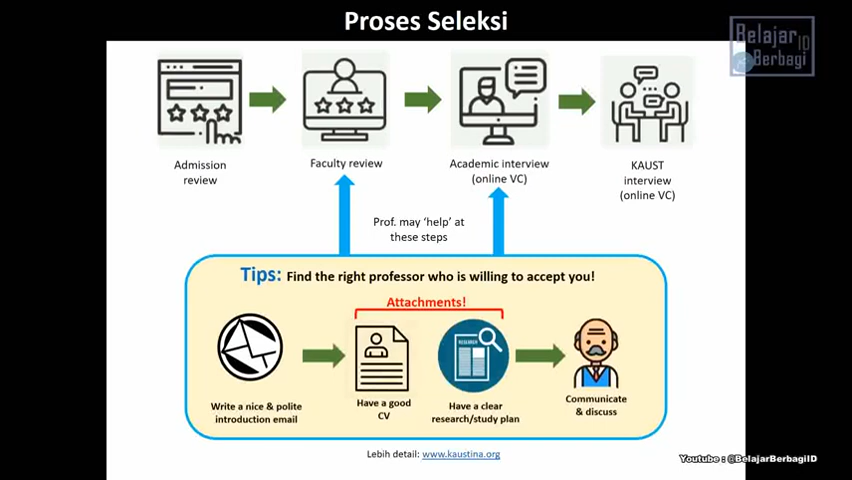 Proses Seleksi
Belajar
ID
Berbagi
Admission
review
Faculty review
Academic interview
(online VC)
KAUST
interview
(online VC)
Prof. may ‘help’ at
these steps
Tips: Find the right professor who is willing to accept you!
Attachments!
RESEARCH
Write a nice & polite
introduction email
Have a good
CV
Have a clear
research/study plan
Communicate
& discuss
Lebih detail: www.kaustina.org
Youtube : @BelajarBerbagiID